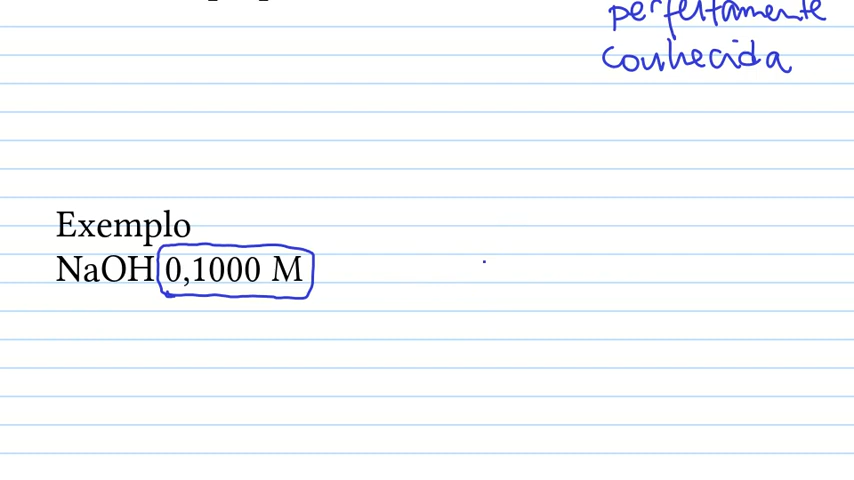 perfeitamente
conhecida
Exemplo
NaOH 0,1000 M